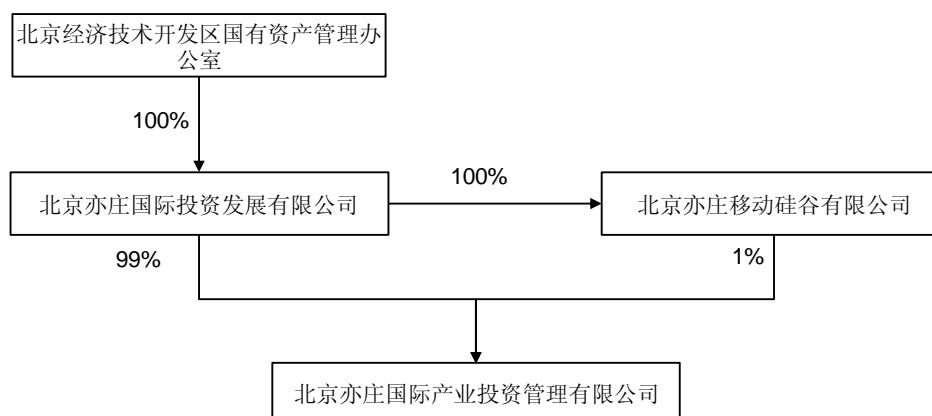 北京经济技术开发区国有资产管理办
公室
100%
北京亦庄国际投资发展有限公司
100%
北京亦庄移动硅谷有限公司
99%
1%
北京亦庄国际产业投资管理有限公司